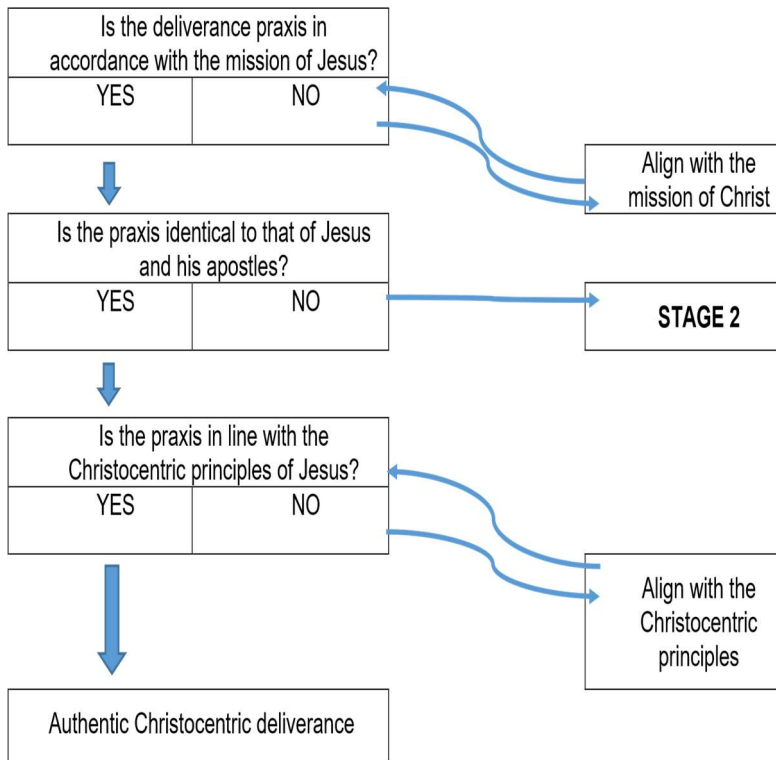 Is the deliverance praxis in
accordance with the mission of Jesus?
YES NO
Align with the
mission of Christ
Is the praxis identical to that of Jesus
and his apostles?
YES NO
STAGE 2
Is the praxis in line with the
Christocentric principles of Jesus?
YES NO
Align with the
Christocentric
principles
Authentic Christocentric deliverance